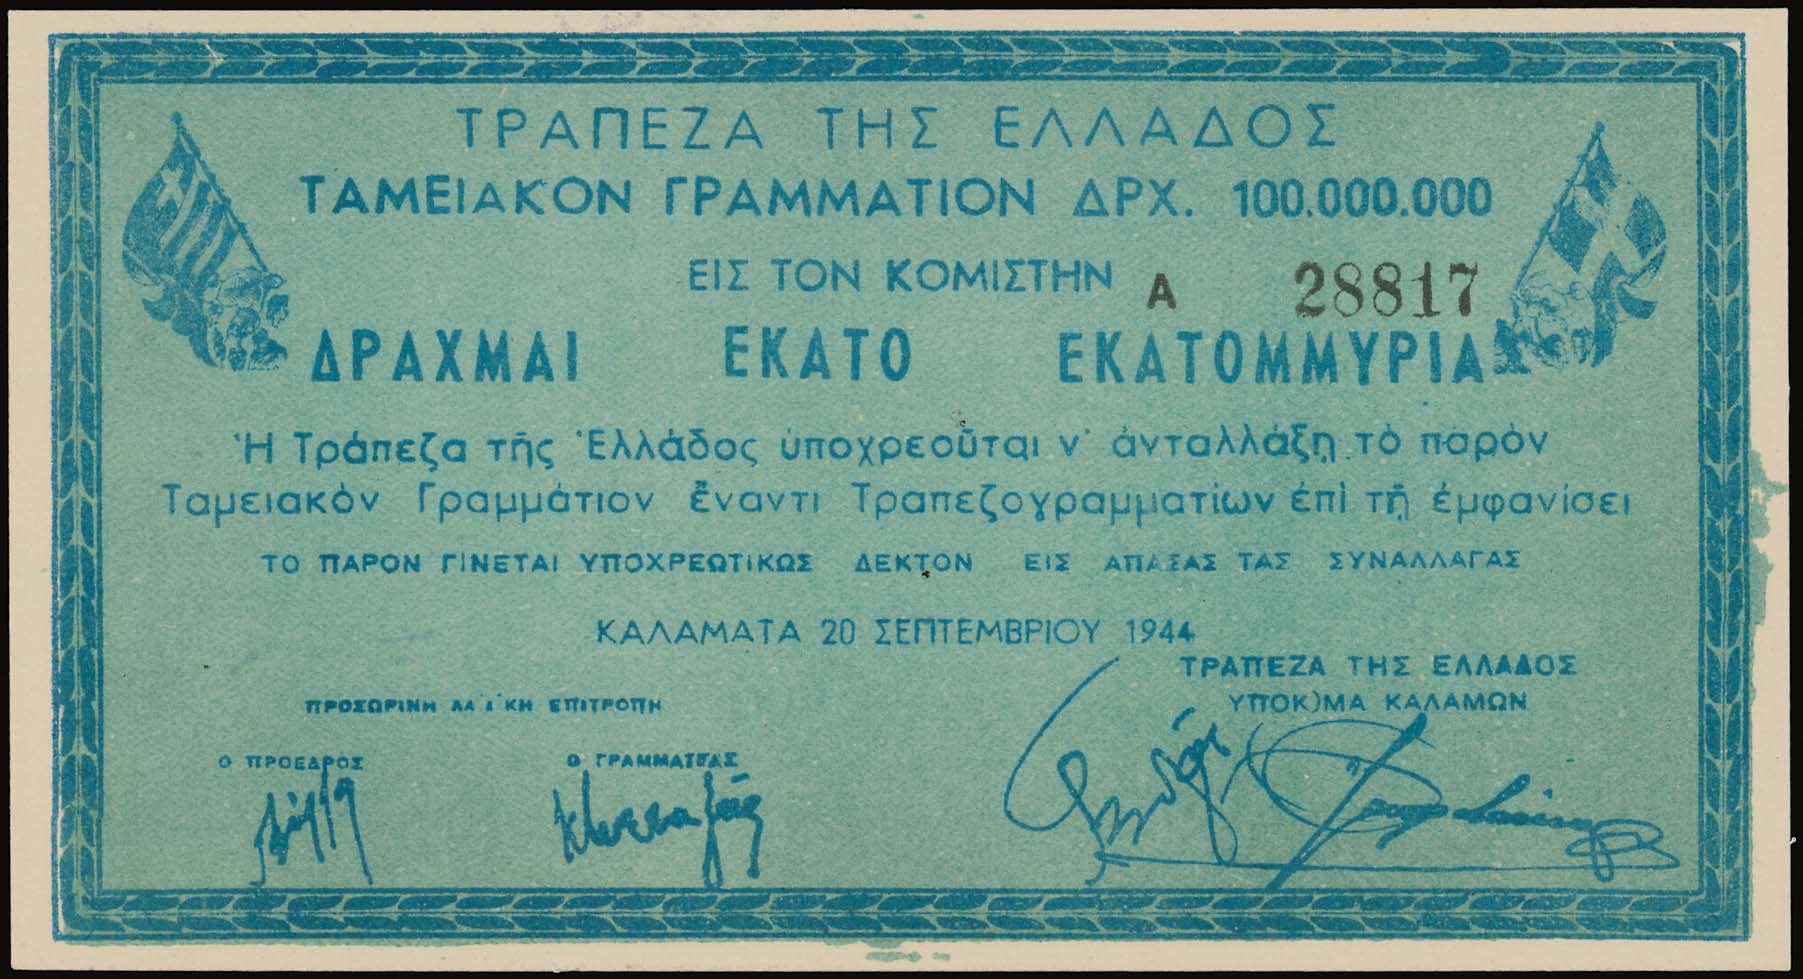 ΤΡΑΠΕΖΑ ΤΗΣ ΕΛΛΑΔΟΣ
ΤΑΜΕΙΑΚΟΝ ΓΡΑΜΜΑΤΙΟΝ ΔΡΧ. 100.000.000
ΕΙΣ ΤΟΝ ΚΟΜΙΣΤΗΝ Α 28817
ΔΡΑΧΜΑΙ ΕΚΑΤΟ ΕΚΑΤΟΜΜΥΡΙΑ
Ἡ Τράπεζα τῆς Ἑλλάδος ὑποχρεοῦται ν' ἀνταλλάξῃ τὸ παρὸν
Ταμειακὸν Γραμμάτιον ἔναντι Τραπεζογραμματίων ἐπὶ τῇ ἐμφανίσει
ΤΟ ΠΑΡΟΝ ΓΙΝΕΤΑΙ ΥΠΟΧΡΕΩΤΙΚΩΣ ΔΕΚΤΟΝ ΕΙΣ ΑΠΑΣΑΣ ΤΑΣ ΣΥΝΑΛΛΑΓΑΣ
ΚΑΛΑΜΑΤΑ 20 ΣΕΠΤΕΜΒΡΙΟΥ 1944
ΤΡΑΠΕΖΑ ΤΗΣ ΕΛΛΑΔΟΣ
ΥΠΟΚ)ΜΑ ΚΑΛΑΜΩΝ
ΠΡΟΣΩΡΙΝΗ ΛΑΪΚΗ ΕΠΙΤΡΟΠΗ
Ο ΠΡΟΕΔΡΟΣ Ο ΓΡΑΜΜΑΤΕΑΣ